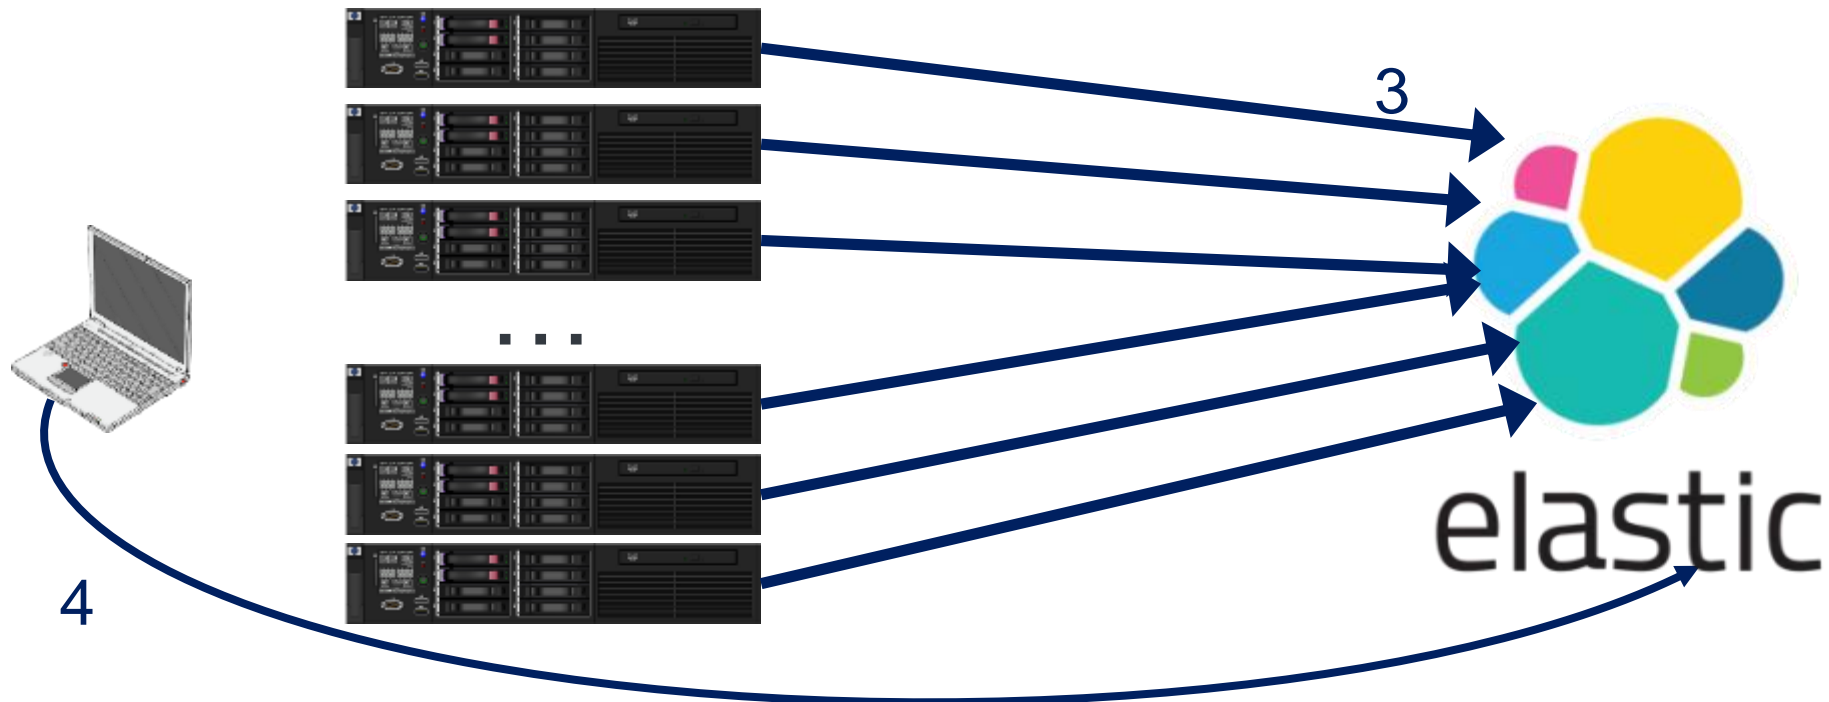 3
. . .
4
elastic